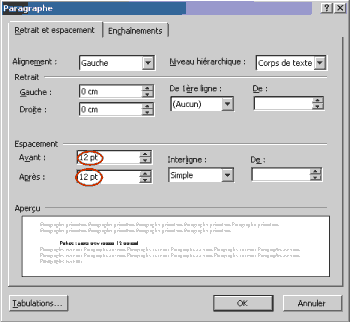 Paragraphe
Retrait et espacement Enchaînements
Alignement : Gauche Niveau hiérarchique : Corps de texte
Retrait
Gauche : 0 cm De 1ère ligne : De :
Droite : 0 cm (Aucun)
Espacement
Avant : 12 pt Interligne : De :
Après : 12 pt Simple
Aperçu
Tabulations... OK Annuler